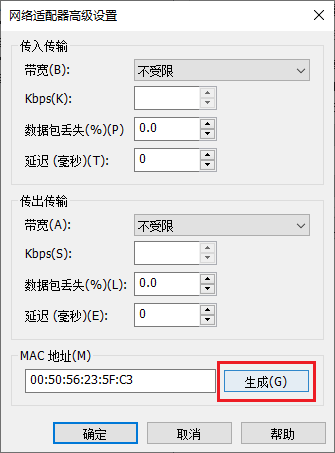 网络适配器高级设置
传入传输
带宽(B):
不受限
Kbps(K):
数据包丢失(%)(P)
0.0
延迟 (毫秒)(T):
0
传出传输
带宽(A):
不受限
Kbps(S):
数据包丢失(%)(L):
0.0
延迟 (毫秒)(E):
0
MAC 地址(M)
00:50:56:23:5F:C3
生成(G)
确定
取消
帮助